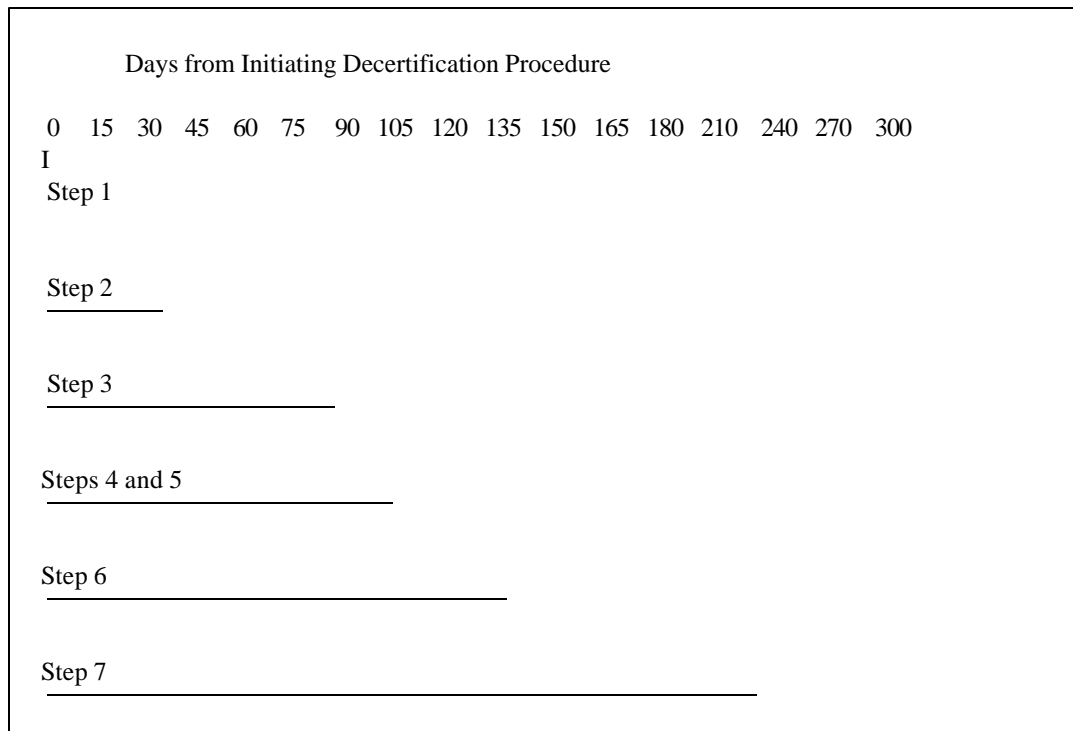 Days from Initiating Decertification Procedure
0 15 30 45 60 75 90 105 120 135 150 165 180 210 240 270 300
I
Step 1
Step 2
Step 3
Steps 4 and 5
Step 6
Step 7